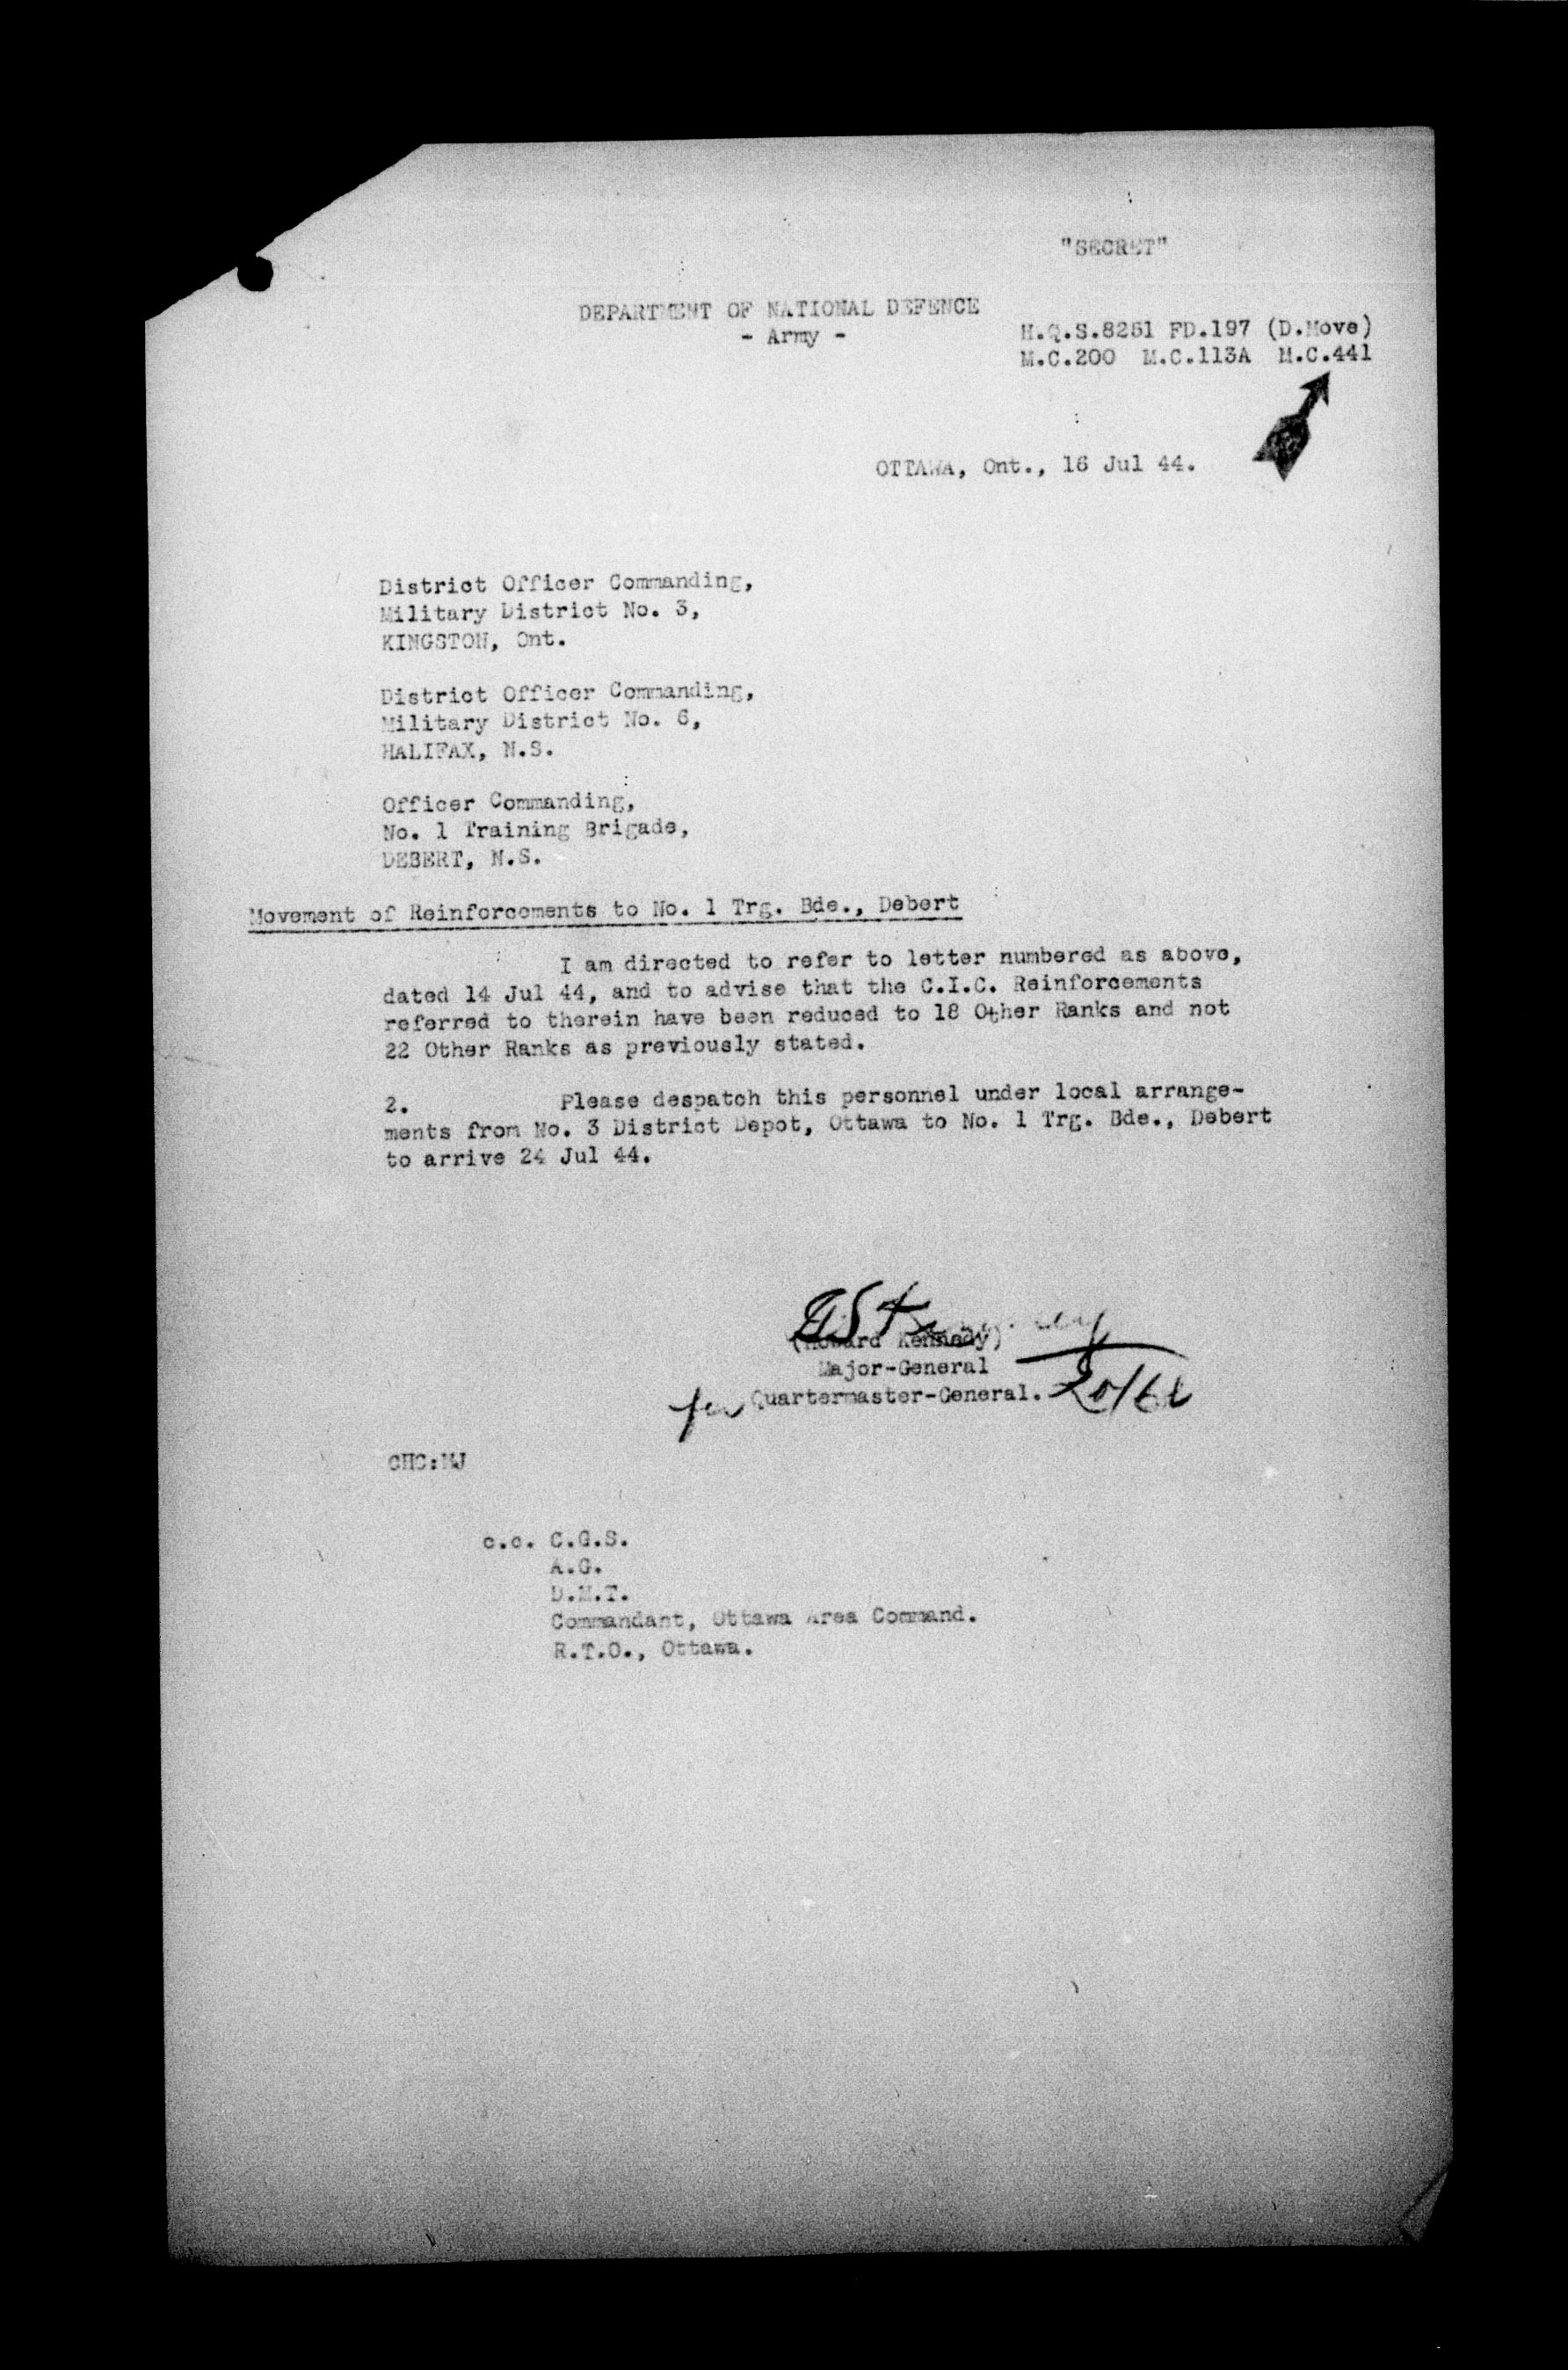 "SECRET"
DEPARTMENT OF NATIONAL DEFENCE
- Army -
H.Q.S.8251 FD.197 (D.Move)
M.C.200 M.C.113A M.C.441
OTTAWA, Ont., Jul 44.
District Officer Commanding,
Military District No. 3,
KINGSTON, Ont.
District Officer Commanding,
Military District No. 6,
HALIFAX, N.S.
Officer Commanding,
No. 1 Training Brigade,
DEBERT, N.S.
Movement of Reinforcements to No. 1 Trg. Bde., Debert
I am directed to refer to letter numbered as above,
dated 14 Jul 44, and to advise that the C.I.C. Reinforcements
referred to therein have been reduced to 18 Other Ranks and not
22 Other Ranks as previously stated.
2. Please despatch this personnel under local arrange-
ments from No. 3 District Depot, Ottawa to No. 1 Trg. Bde., Debert
to arrive 24 Jul 44.
(Howard Kennedy)
Major-General
for Quartermaster-General.
CHC:MJ
c.c. C.G.S.
A.G.
D.M.T.
Commandant, Ottawa Area Command.
R.T.O., Ottawa.